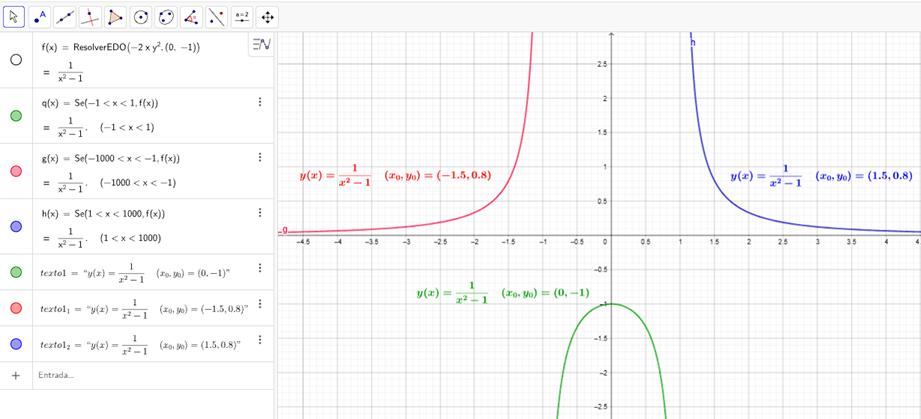 a=2
f(x) = ResolverEDO(−2 x y², (0, −1))
= 1/(x² − 1)
q(x) = Se(−1 < x < 1, f(x))
= 1/(x² − 1), (−1 < x < 1)
g(x) = Se(−1000 < x < −1, f(x))
= 1/(x² − 1), (−1000 < x < −1)
h(x) = Se(1 < x < 1000, f(x))
= 1/(x² − 1), (1 < x < 1000)
texto1 = “y(x) = 1/(x² − 1) (x₀, y₀) = (0, −1)”
texto1₁ = “y(x) = 1/(x² − 1) (x₀, y₀) = (−1.5, 0.8)”
texto1₂ = “y(x) = 1/(x² − 1) (x₀, y₀) = (1.5, 0.8)”
Entrada...
h
2.5
2
1.5
1
y(x) = 1/(x² − 1) (x₀, y₀) = (−1.5, 0.8)
y(x) = 1/(x² − 1) (x₀, y₀) = (1.5, 0.8)
0.5
g
−4.5 −4 −3.5 −3 −2.5 −2 −1.5 −1 −0.5 0 0.5 1 1.5 2 2.5 3 3.5 4 4
−0.5
y(x) = 1/(x² − 1) (x₀, y₀) = (0, −1)
−1
−1.5
−2
−2.5